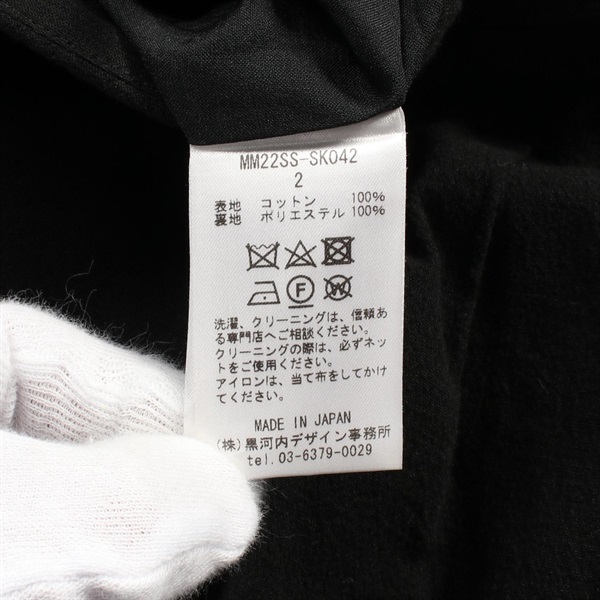 MM22SS-SK042
2
表地 コットン 100%
裏地 ポリエステル 100%
F W
洗濯、クリーニングは、信頼あ
る専門店へご相談ください。
クリーニングの際は、必ずネッ
トをご使用ください。
アイロンは、当て布をしてかけ
てください。
MADE IN JAPAN
(株)黒河内デザイン事務所
tel.03-6379-0029